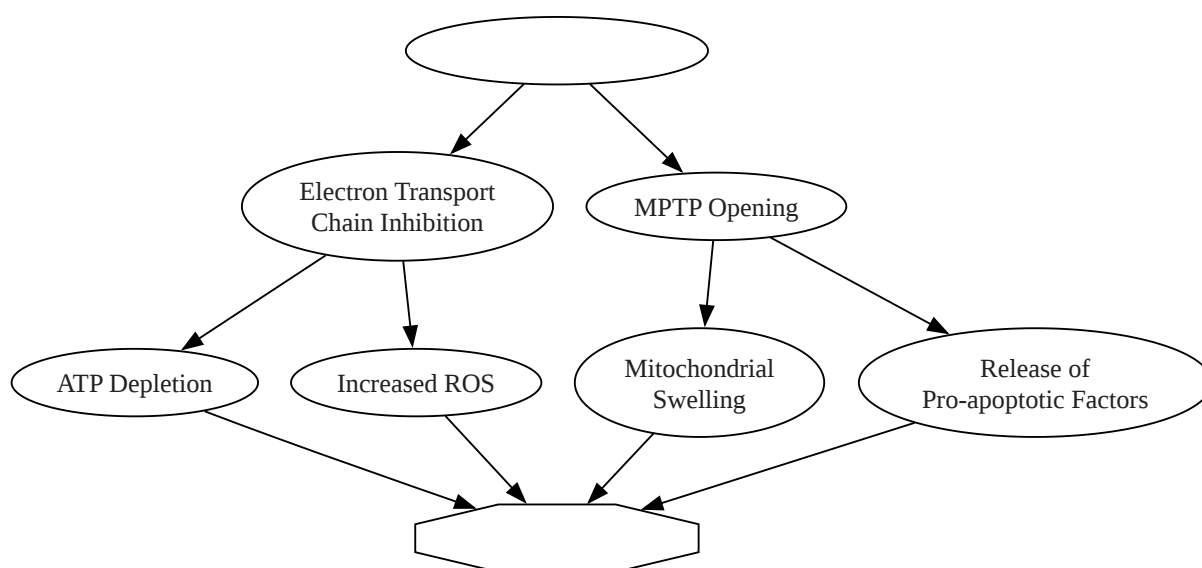 Electron Transport
Chain Inhibition
MPTP Opening
ATP Depletion
Increased ROS
Mitochondrial
Swelling
Release of
Pro-apoptotic Factors